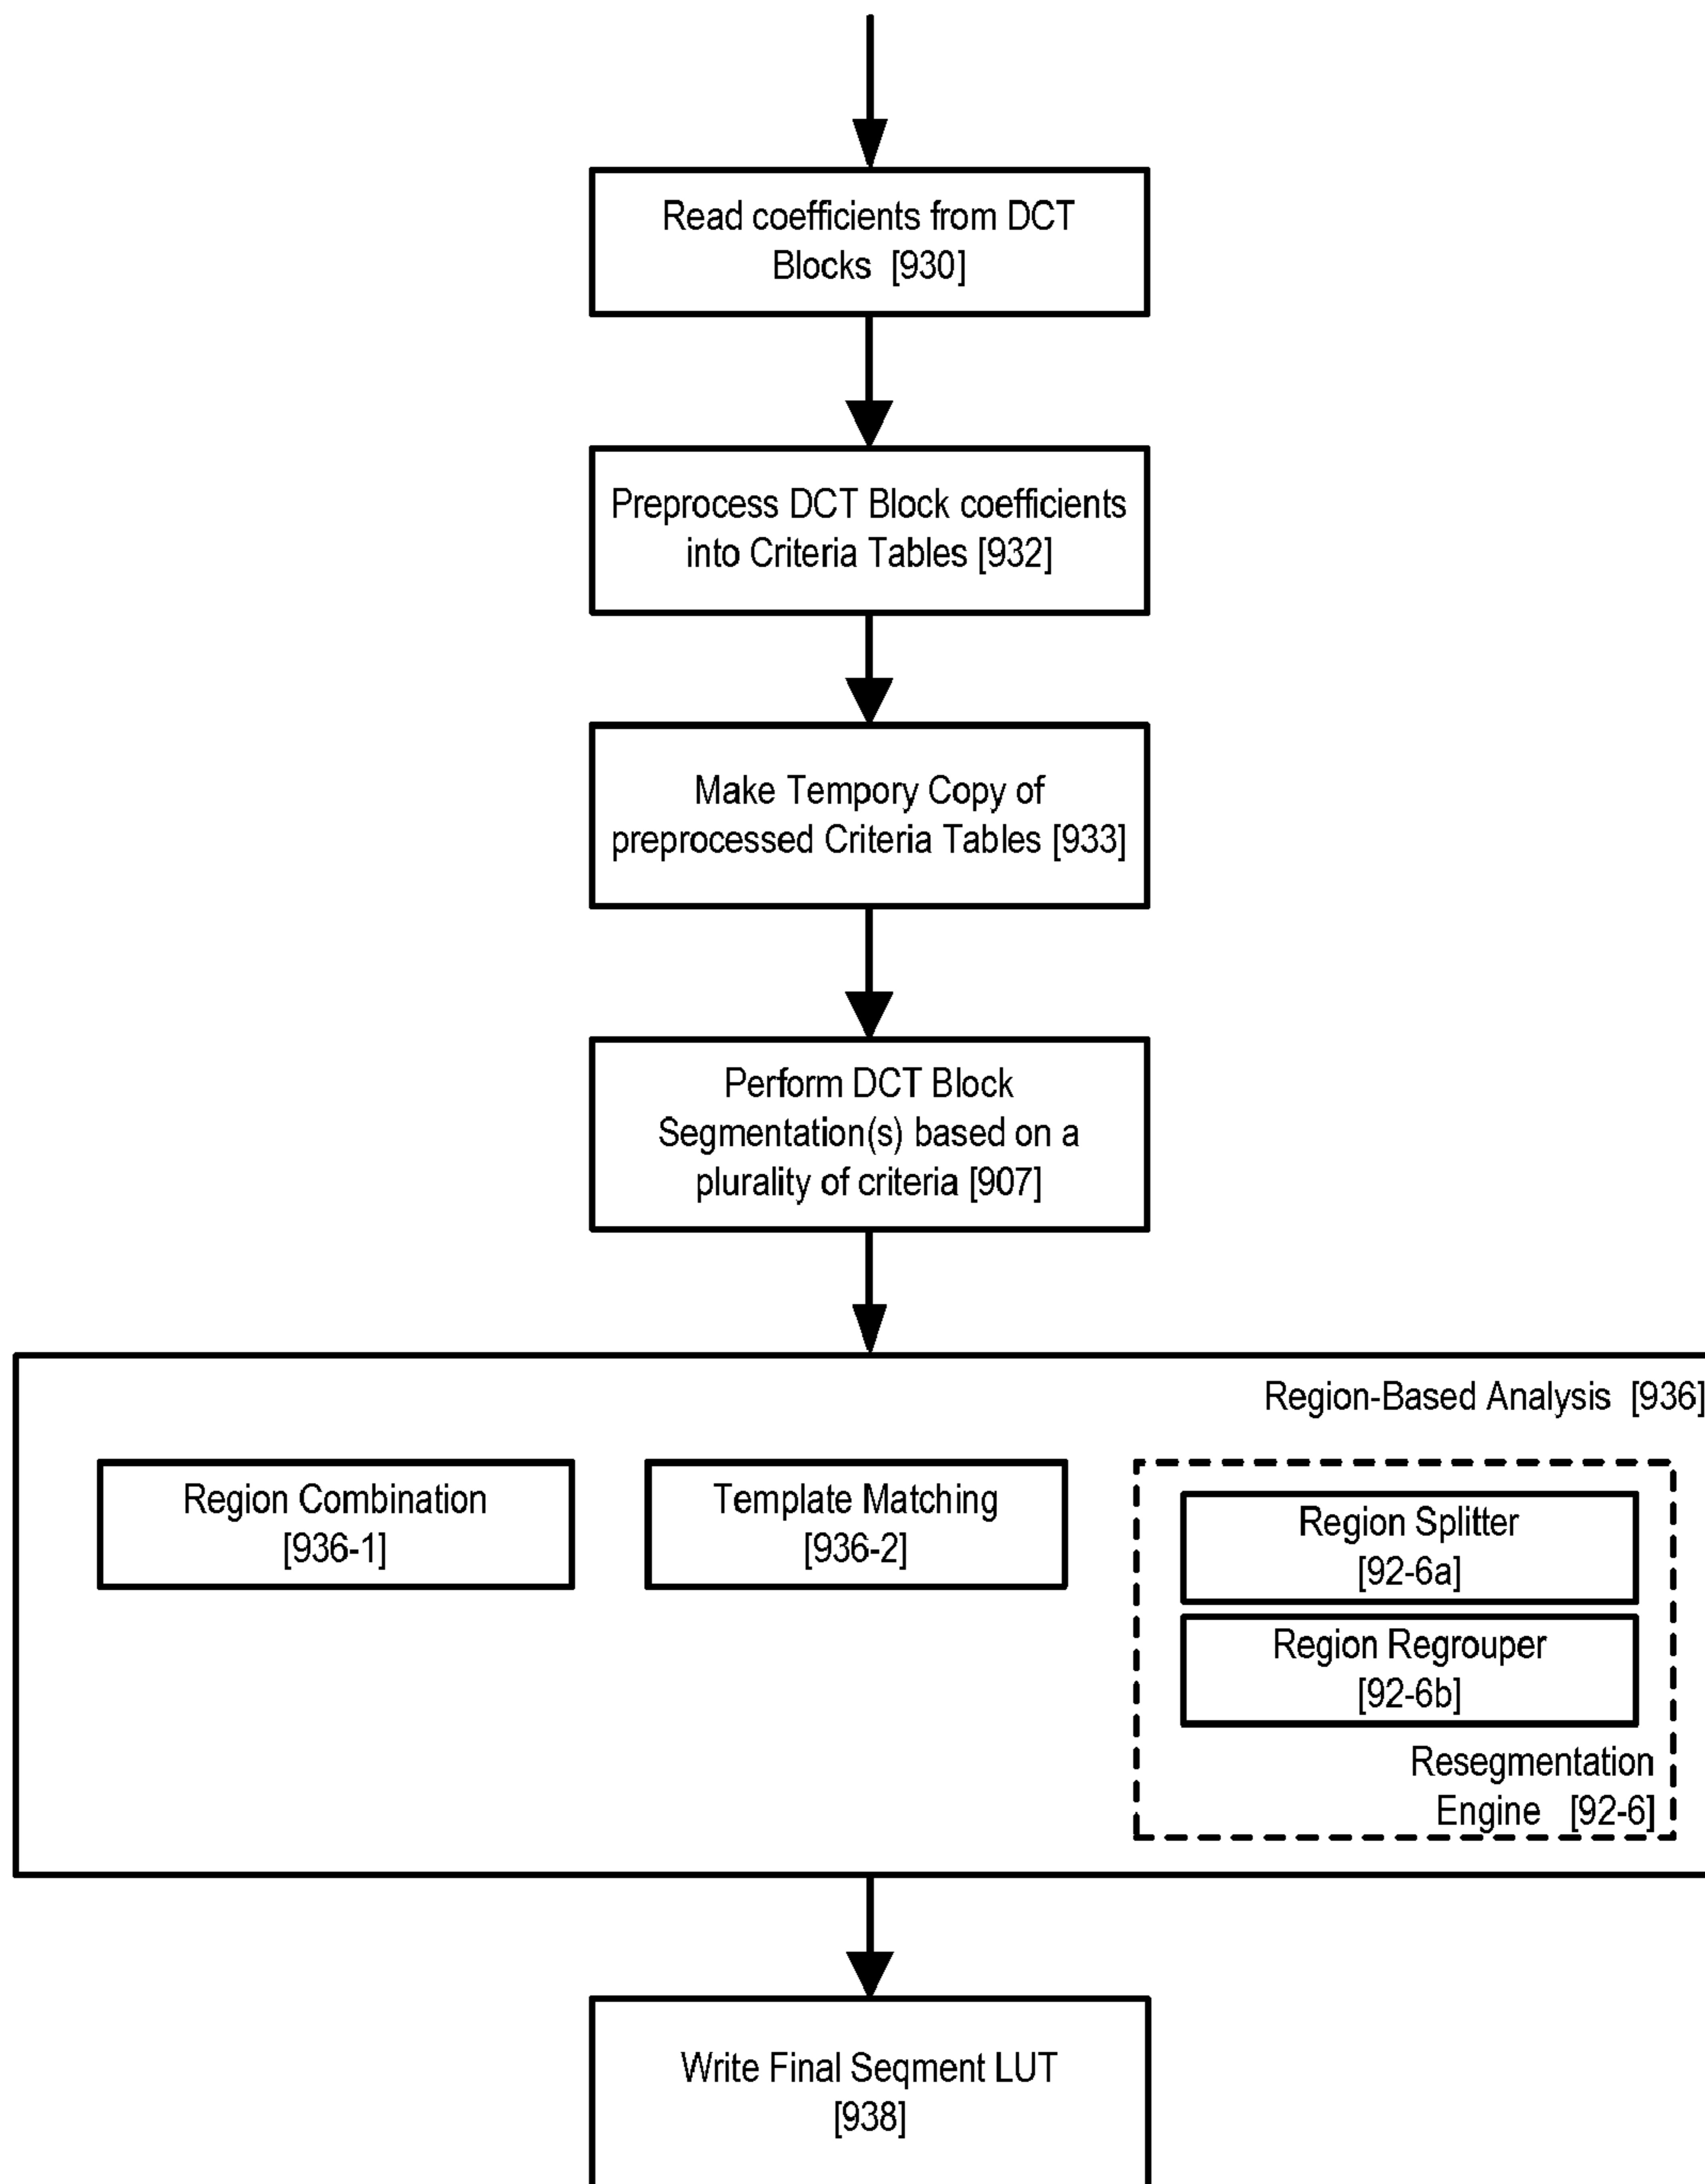 Read coefficients from DCT
Blocks [930]
Preprocess DCT Block coefficients
into Criteria Tables [932]
Make Tempory Copy of
preprocessed Criteria Tables [933]
Perform DCT Block
Segmentation(s) based on a
plurality of criteria [907]
Region-Based Analysis [936]
Region Combination
[936-1]
Template Matching
[936-2]
Region Splitter
[92-6a]
Region Regrouper
[92-6b]
Resegmentation
Engine [92-6]
Write Final Seqment LUT
[938]